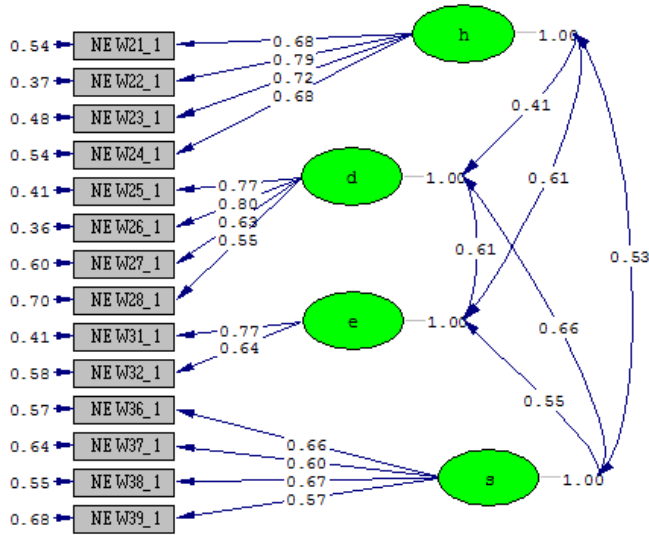 h 1.00
0.54 NEW21_1 0.68
0.37 NEW22_1 0.79
0.48 NEW23_1 0.72
0.54 NEW24_1 0.68
0.41
d 1.00
0.41 NEW25_1 0.77
0.36 NEW26_1 0.80
0.60 NEW27_1 0.63
0.70 NEW28_1 0.55
0.61
0.61
0.53
e 1.00
0.41 NEW31_1 0.77
0.58 NEW32_1 0.64
0.66
0.55
0.57 NEW36_1 0.66
0.64 NEW37_1 0.60
0.55 NEW38_1 0.67
0.68 NEW39_1 0.57
s 1.00